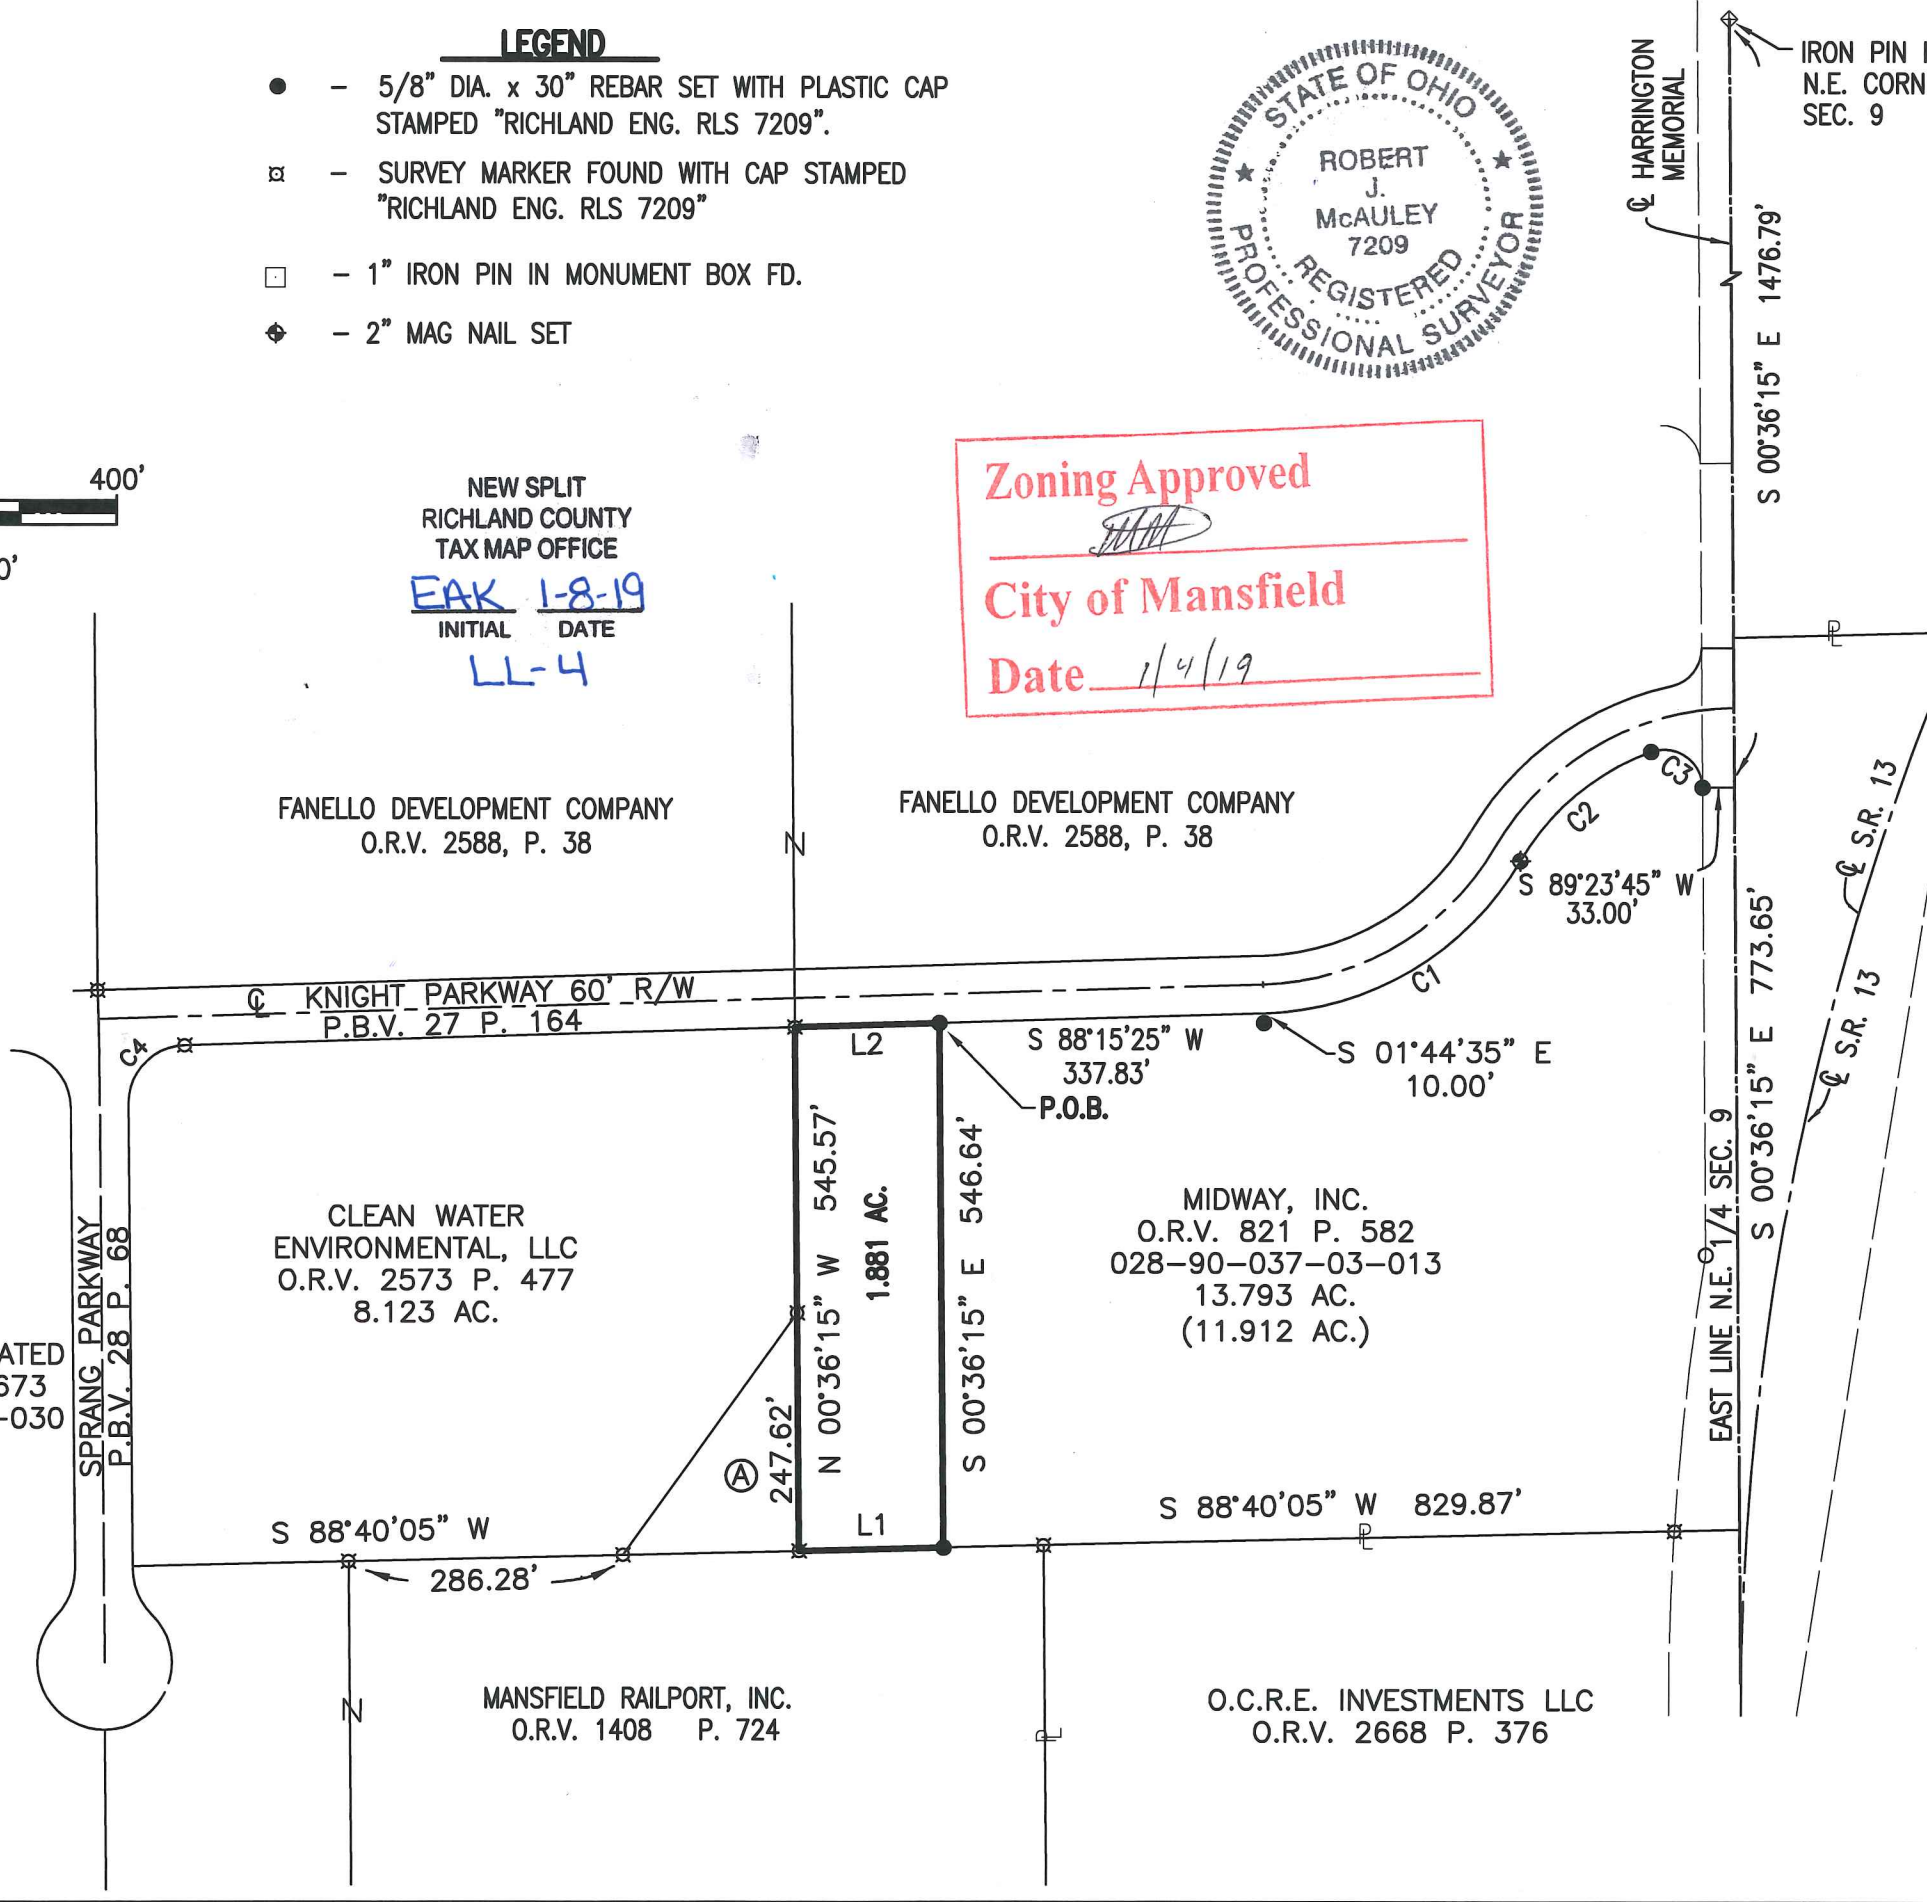 LEGEND
● – 5/8" DIA. x 30" REBAR SET WITH PLASTIC CAP
STAMPED "RICHLAND ENG. RLS 7209".
– SURVEY MARKER FOUND WITH CAP STAMPED
"RICHLAND ENG. RLS 7209"
– 1" IRON PIN IN MONUMENT BOX FD.
– 2" MAG NAIL SET
STATE OF OHIO
ROBERT
J.
McAULEY
7209
REGISTERED
PROFESSIONAL SURVEYOR
℄ HARRINGTON
MEMORIAL
IRON PIN
N.E. CORN
SEC. 9
S 00°36'15" E 1476.79'
400'
0'
NEW SPLIT
RICHLAND COUNTY
TAX MAP OFFICE
EAK 1-8-19
INITIAL DATE
LL-4
Zoning Approved
MM
City of Mansfield
Date 1/4/19
FANELLO DEVELOPMENT COMPANY
O.R.V. 2588, P. 38
FANELLO DEVELOPMENT COMPANY
O.R.V. 2588, P. 38
C3
C2
S 89°23'45" W
33.00'
C1
℄ S.R. 13
℄ S.R. 13
S 00°36'15" E 773.65'
EAST LINE N.E. 1/4 SEC. 9
℄ KNIGHT PARKWAY 60' R/W
P.B.V. 27 P. 164
C4
L2
S 88°15'25" W
337.83'
P.O.B.
S 01°44'35" E
10.00'
SPRANG PARKWAY
P.B.V. 28 P. 68
CLEAN WATER
ENVIRONMENTAL, LLC
O.R.V. 2573 P. 477
8.123 AC.
N 00°36'15" W 545.57'
1.881 AC.
S 00°36'15" E 546.64'
MIDWAY, INC.
O.R.V. 821 P. 582
028-90-037-03-013
13.793 AC.
(11.912 AC.)
ATED
673
-030
A
247.62'
L1
S 88°40'05" W
286.28'
S 88°40'05" W 829.87'
MANSFIELD RAILPORT, INC.
O.R.V. 1408 P. 724
O.C.R.E. INVESTMENTS LLC
O.R.V. 2668 P. 376